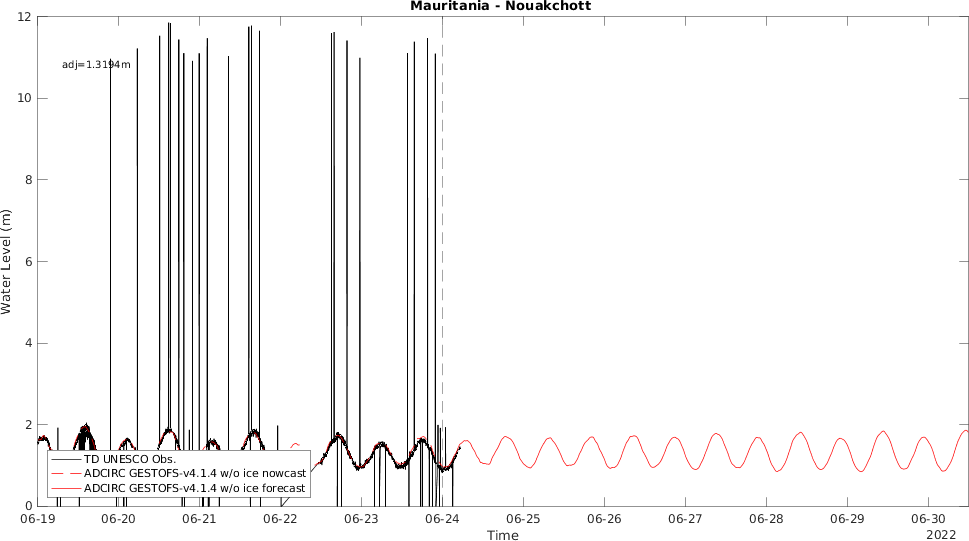 Mauritania - Nouakchott
12
10
8
6
4
2
0
adj=1.3194m
Water Level (m)
TD UNESCO Obs.
ADCIRC GESTOFS-v4.1.4 w/o ice nowcast
ADCIRC GESTOFS-v4.1.4 w/o ice forecast
06-19 06-20 06-21 06-22 06-23 06-24 06-25 06-26 06-27 06-28 06-29 06-30
Time
2022